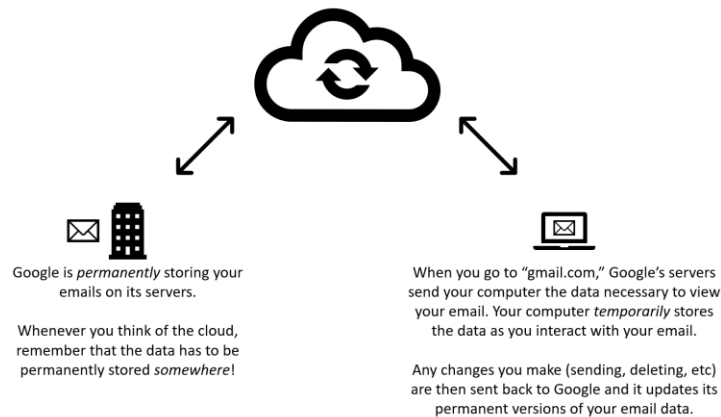 Google is permanently storing your
emails on its servers.
Whenever you think of the cloud,
remember that the data has to be
permanently stored somewhere!
When you go to “gmail.com,” Google’s servers
send your computer the data necessary to view
your email. Your computer temporarily stores
the data as you interact with your email.
Any changes you make (sending, deleting, etc)
are then sent back to Google and it updates its
permanent versions of your email data.